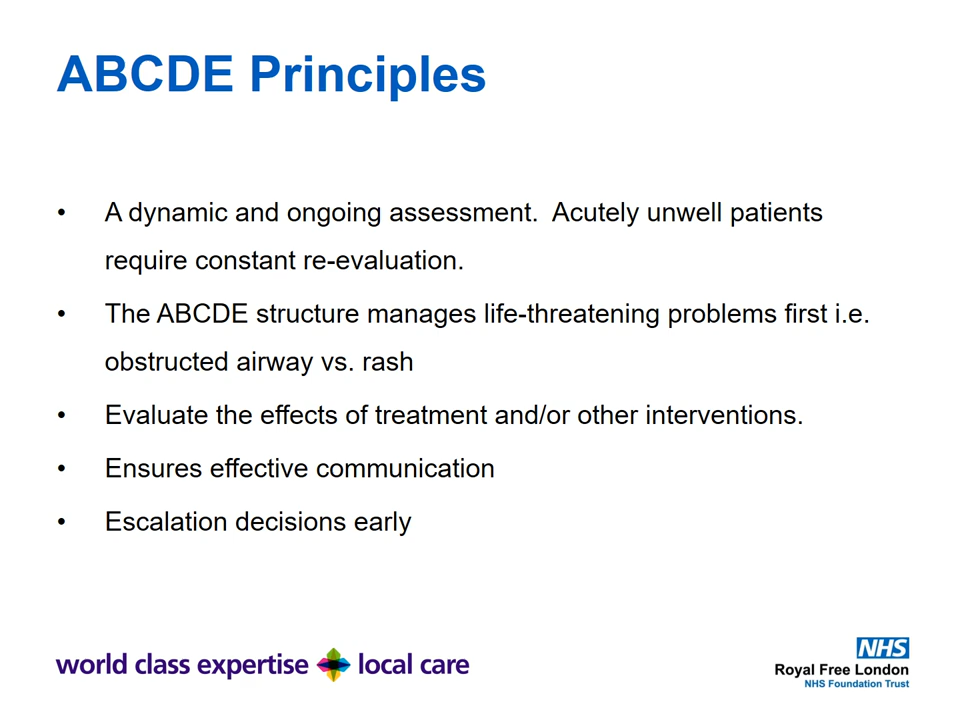 ABCDE Principles
• A dynamic and ongoing assessment.  Acutely unwell patients
require constant re-evaluation.
• The ABCDE structure manages life-threatening problems first i.e.
obstructed airway vs. rash
• Evaluate the effects of treatment and/or other interventions.
• Ensures effective communication
• Escalation decisions early
world class expertise local care
NHS
Royal Free London
NHS Foundation Trust